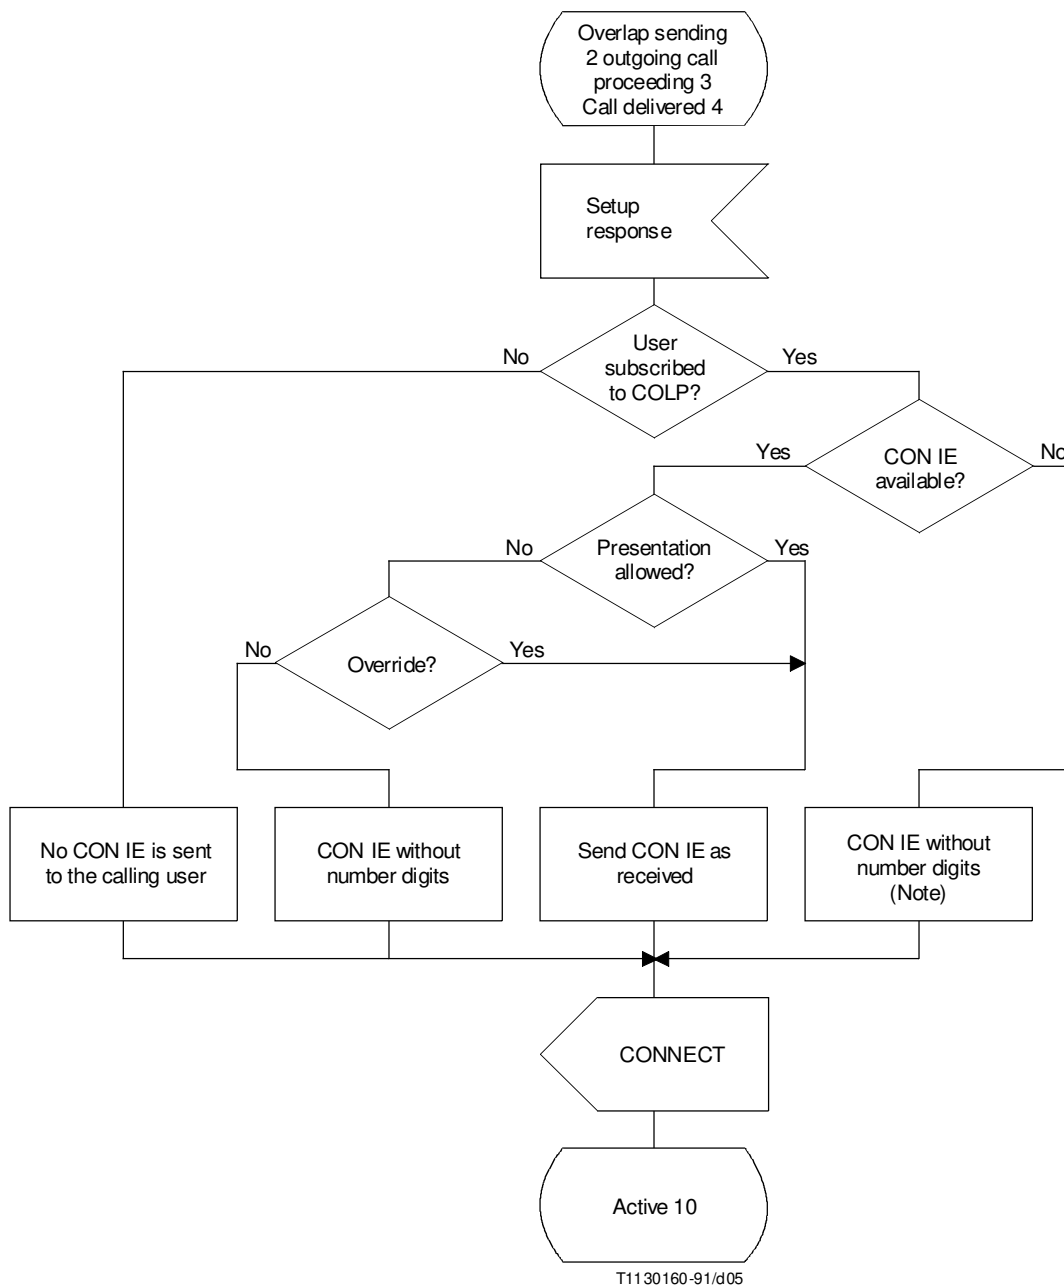 Overlap sending
2 outgoing call
proceeding 3
Call delivered 4
Setup
response
No
User
subscribed
to COLP?
Yes
Yes
CON IE
available?
No
No
Presentation
allowed?
Yes
No
Override?
Yes
No CON IE is sent
to the calling user
CON IE without
number digits
Send CON IE as
received
CON IE without
number digits
(Note)
CONNECT
Active 10
T1130160-91/d05